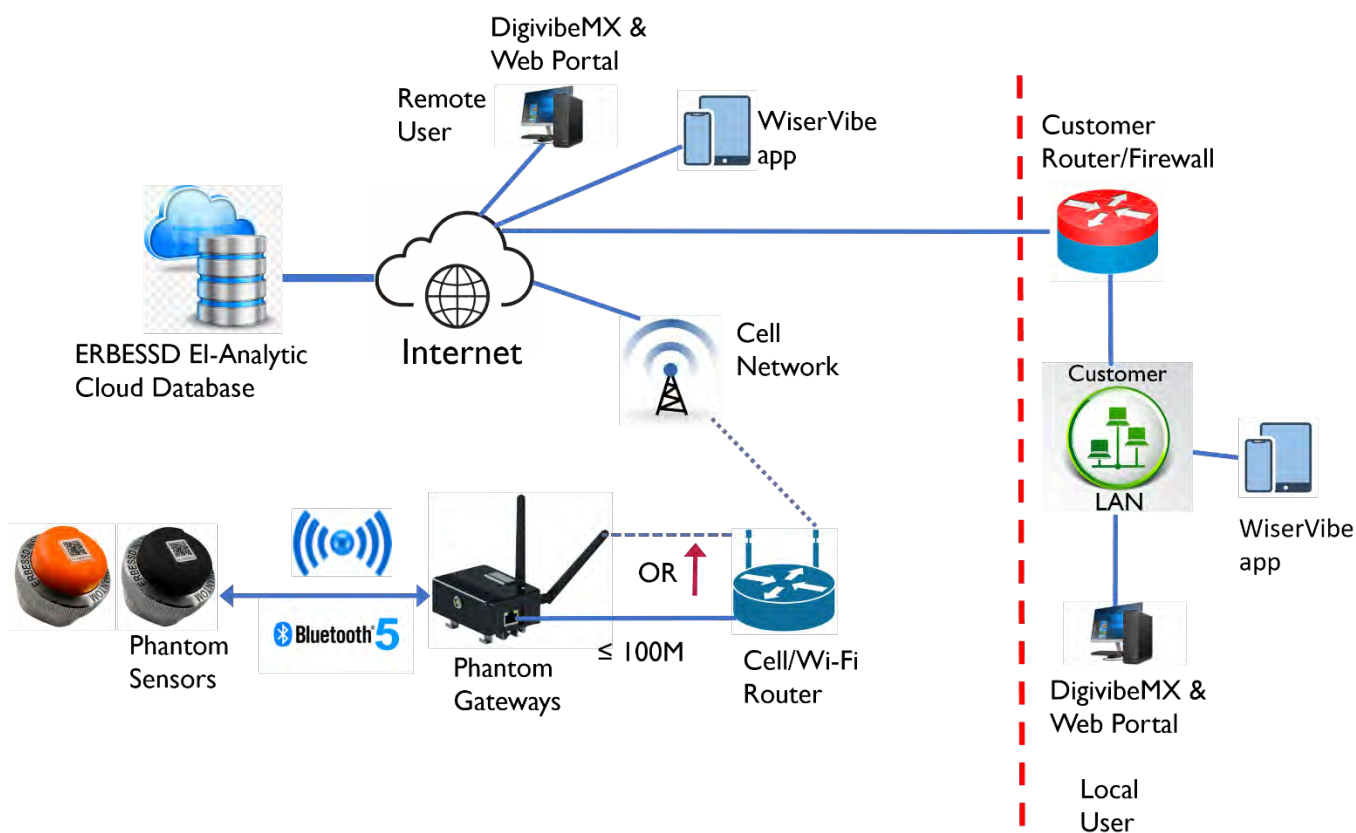 DigivibeMX &
Web Portal
Remote
User
WiserVibe
app
Customer
Router/Firewall
ERBESSD EI-Analytic
Cloud Database
Internet
Cell
Network
Customer
LAN
WiserVibe
app
OR
Bluetooth 5
≤ 100M
Phantom
Sensors
Phantom
Gateways
Cell/Wi-Fi
Router
DigivibeMX &
Web Portal
Local
User